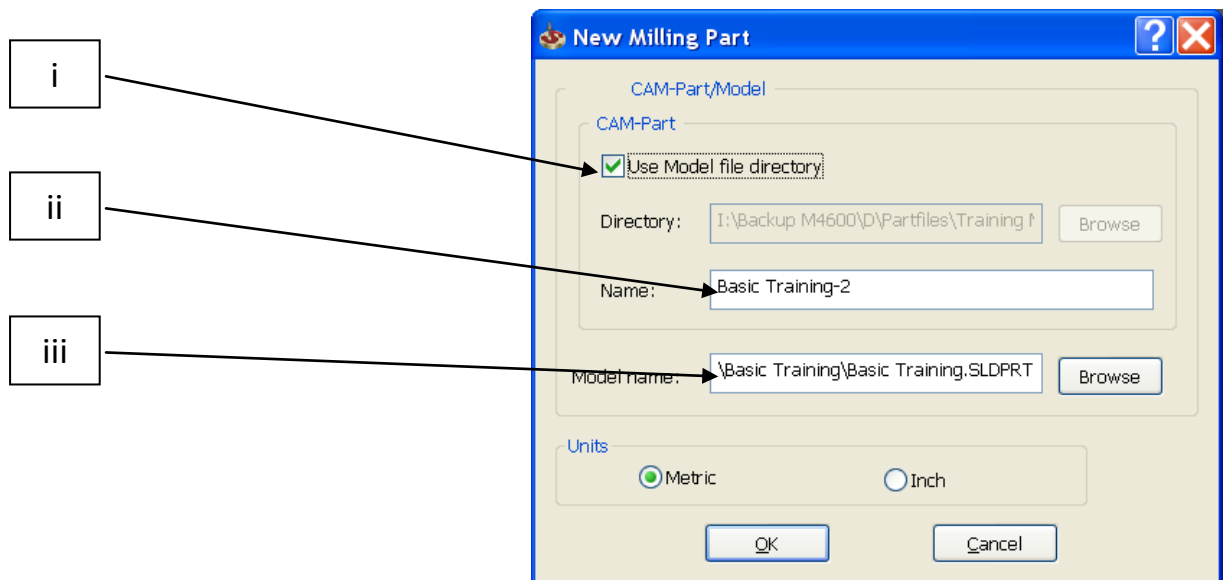 New Milling Part
?
i
CAM-Part/Model
CAM-Part
Use Model file directory
ii
Directory: I:\Backup M4600\D\Partfiles\Training M Browse
Name: Basic Training-2
iii
Model name: \Basic Training\Basic Training.SLDPRT Browse
Units
Metric Inch
OK Cancel